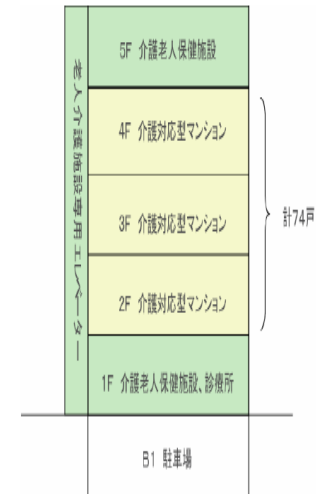 老人介護施設専用エレベーター
5F 介護老人保健施設
4F 介護対応型マンション
3F 介護対応型マンション
2F 介護対応型マンション
計74戸
1F 介護老人保健施設、診療所
B1 駐車場